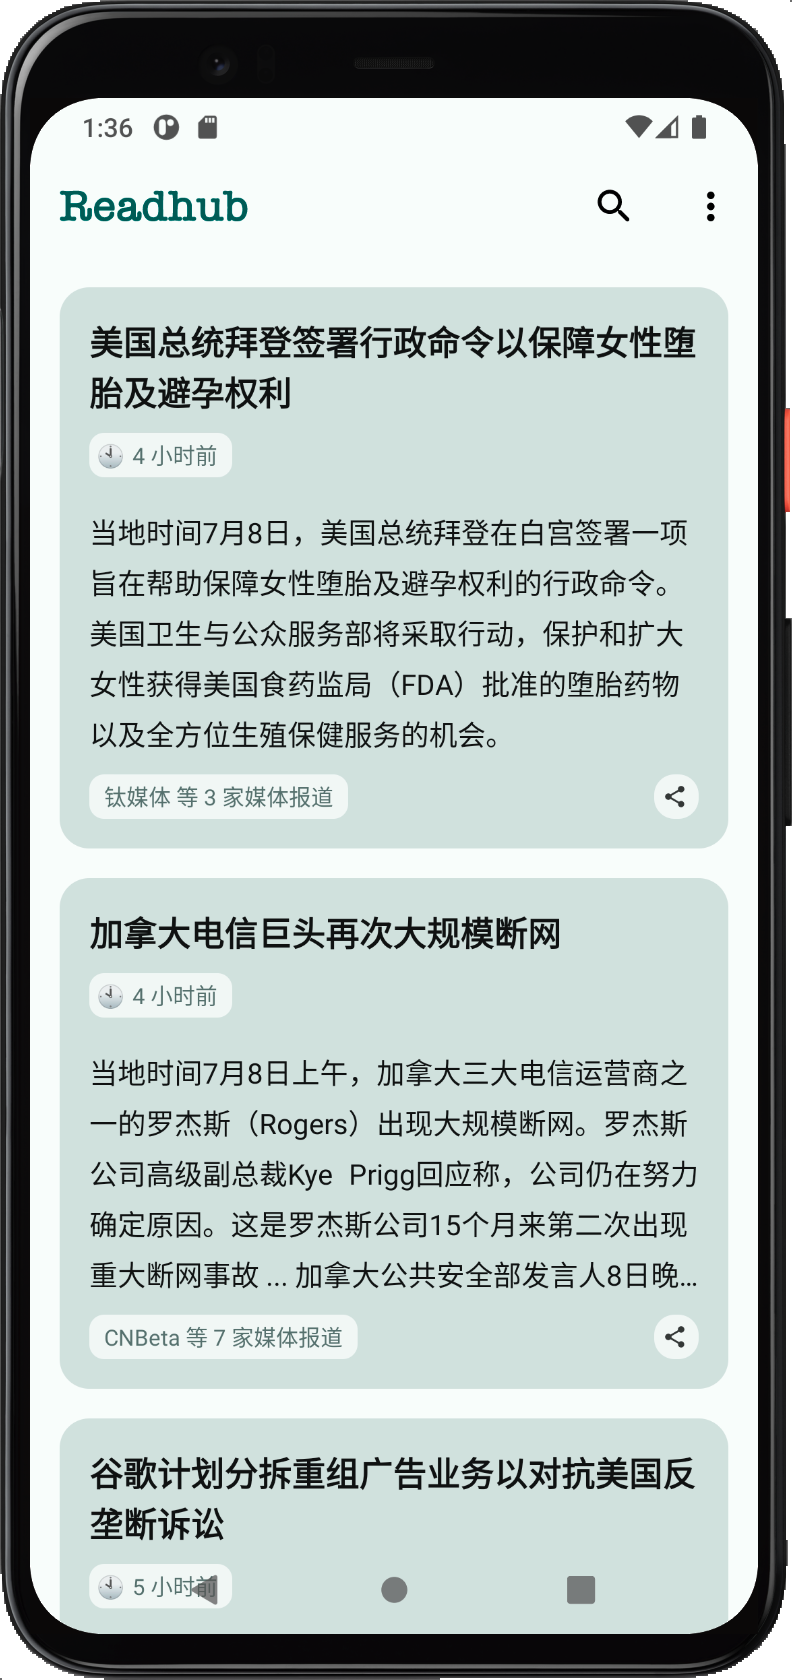 1:36
Readhub
美国总统拜登签署行政命令以保障女性堕
胎及避孕权利
4 小时前
当地时间7月8日，美国总统拜登在白宫签署一项
旨在帮助保障女性堕胎及避孕权利的行政命令。
美国卫生与公众服务部将采取行动，保护和扩大
女性获得美国食药监局（FDA）批准的堕胎药物
以及全方位生殖保健服务的机会。
钛媒体 等 3 家媒体报道
加拿大电信巨头再次大规模断网
4 小时前
当地时间7月8日上午，加拿大三大电信运营商之
一的罗杰斯（Rogers）出现大规模断网。罗杰斯
公司高级副总裁Kye  Prigg回应称，公司仍在努力
确定原因。这是罗杰斯公司15个月来第二次出现
重大断网事故 ... 加拿大公共安全部发言人8日晚...
CNBeta 等 7 家媒体报道
谷歌计划分拆重组广告业务以对抗美国反
垄断诉讼
5 小时前